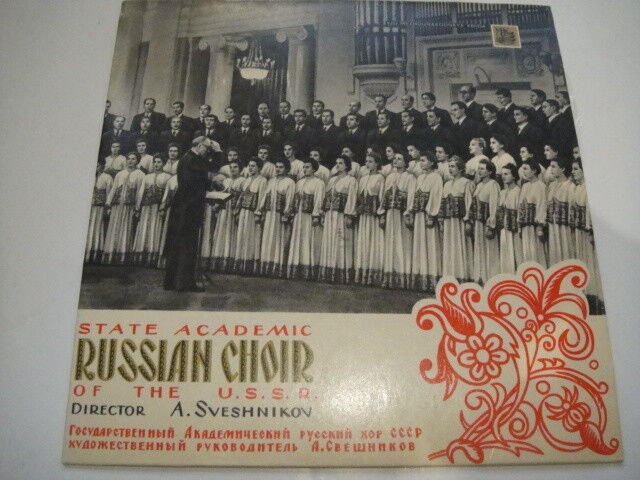 STATE ACADEMIC
RUSSIAN CHOIR
OF THE U.S.S.R.
DIRECTOR A. SVESHNIKOV
Государственный Академический русский хор СССР
художественный руководитель А. Свешников